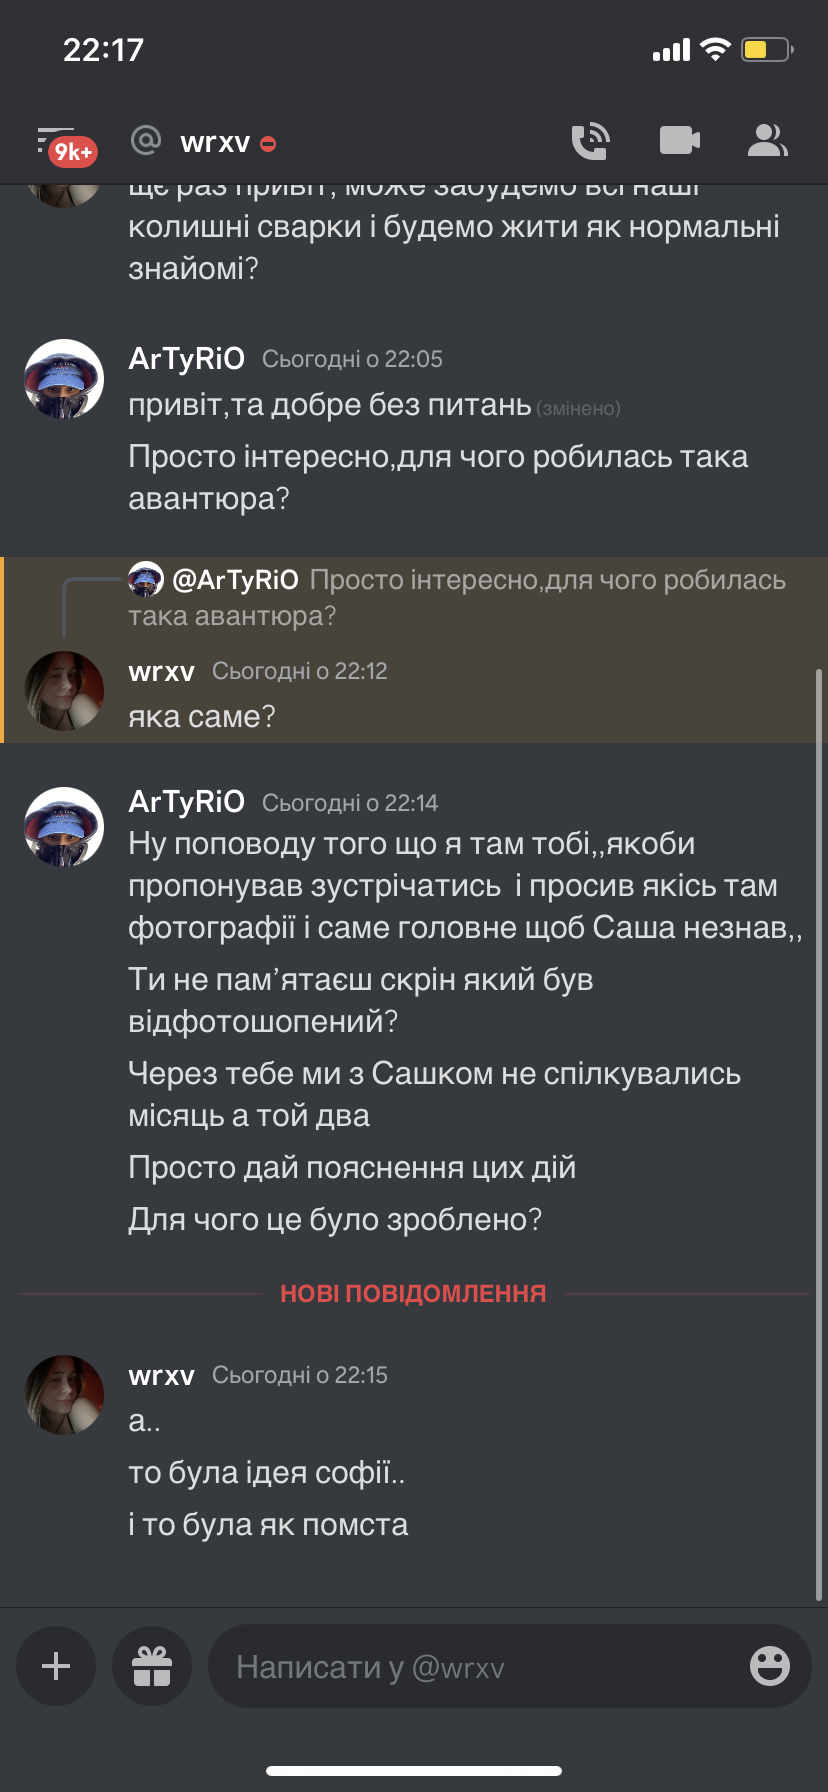 22:17
9k+
wrxv
ще раз привіт, може забудемо всі наші
колишні сварки і будемо жити як нормальні
знайомі?
ArTyRiO Сьогодні о 22:05
привіт,та добре без питань (змінено)
Просто інтересно,для чого робилась така
авантюра?
@ArTyRiO Просто інтересно,для чого робилась
така авантюра?
wrxv Сьогодні о 22:12
яка саме?
ArTyRiO Сьогодні о 22:14
Ну поповоду того що я там тобі,,якоби
пропонував зустрічатись і просив якісь там
фотографії і саме головне щоб Саша незнав,,
Ти не пам’ятаєш скрін який був
відфотошопений?
Через тебе ми з Сашком не спілкувались
місяць а той два
Просто дай пояснення цих дій
Для чого це було зроблено?
НОВІ ПОВІДОМЛЕННЯ
wrxv Сьогодні о 22:15
а..
то була ідея софії..
і то була як помста
Написати у @wrxv